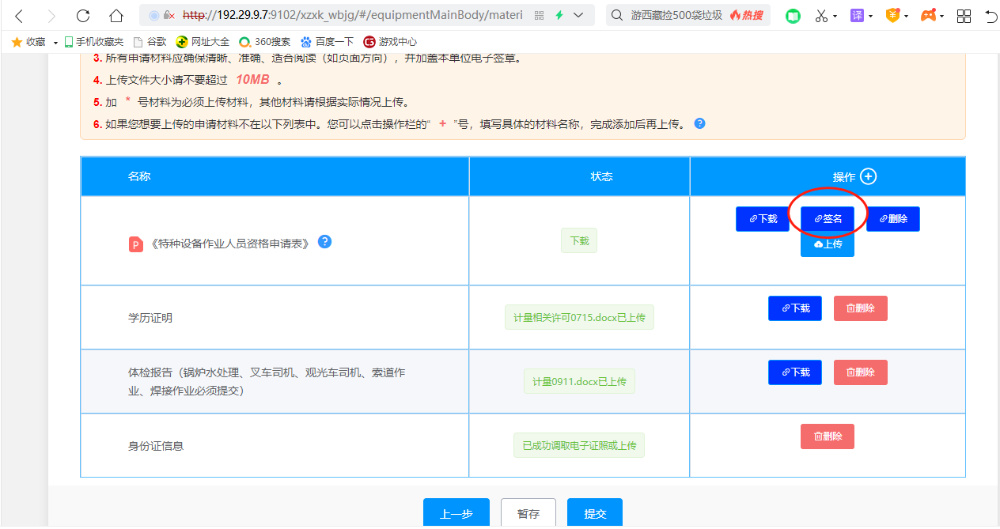 http://192.29.9.7:9102/xzxk_wbjg/#/equipmentMainBody/materi
游西藏捡500袋垃圾 热搜
译
收藏 手机收藏夹 谷歌 网址大全 360搜索 百度一下 游戏中心
3. 所有申请材料应确保清晰、准确、适合阅读（如页面方向），并加盖本单位电子签章。
4. 上传文件大小请不要超过 10MB 。
5. 加 * 号材料为必须上传材料，其他材料请根据实际情况上传。
6. 如果您想要上传的申请材料不在以下列表中。您可以点击操作栏的“ + ”号，填写具体的材料名称，完成添加后再上传。 ?
名称 状态 操作
下载 签名 删除
P 《特种设备作业人员资格申请表》 ? 下载
上传
学历证明 计量相关许可0715.docx已上传 下载 删除
体检报告（锅炉水处理、叉车司机、观光车司机、索道作
业、焊接作业必须提交） 计量0911.docx已上传 下载 删除
身份证信息 已成功调取电子证照或上传 删除
上一步 暂存 提交